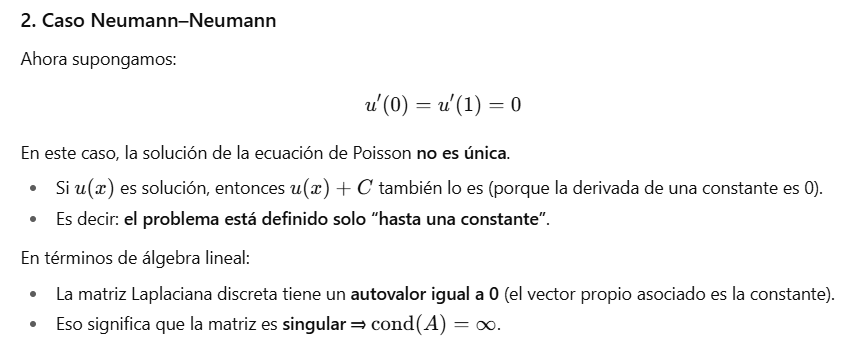 2. Caso Neumann–Neumann
Ahora supongamos:
u′(0) = u′(1) = 0
En este caso, la solución de la ecuación de Poisson no es única.
• Si u(x) es solución, entonces u(x) + C también lo es (porque la derivada de una constante es 0).
• Es decir: el problema está definido solo “hasta una constante”.
En términos de álgebra lineal:
• La matriz Laplaciana discreta tiene un autovalor igual a 0 (el vector propio asociado es la constante).
• Eso significa que la matriz es singular ⇒ cond(A) = ∞.